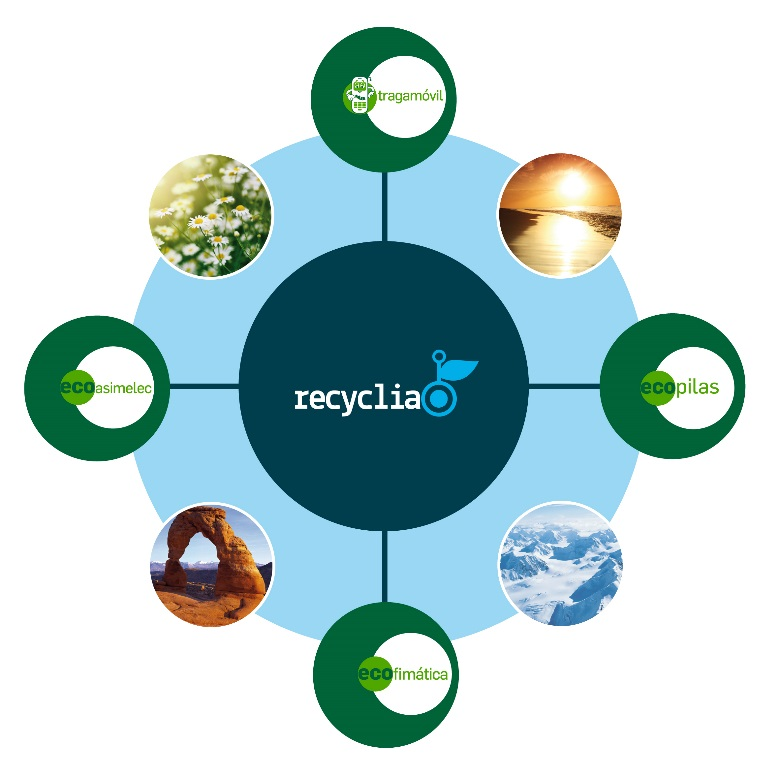 tragamóvil
ecoasimelec
recyclia
ecopilas
ecofimática